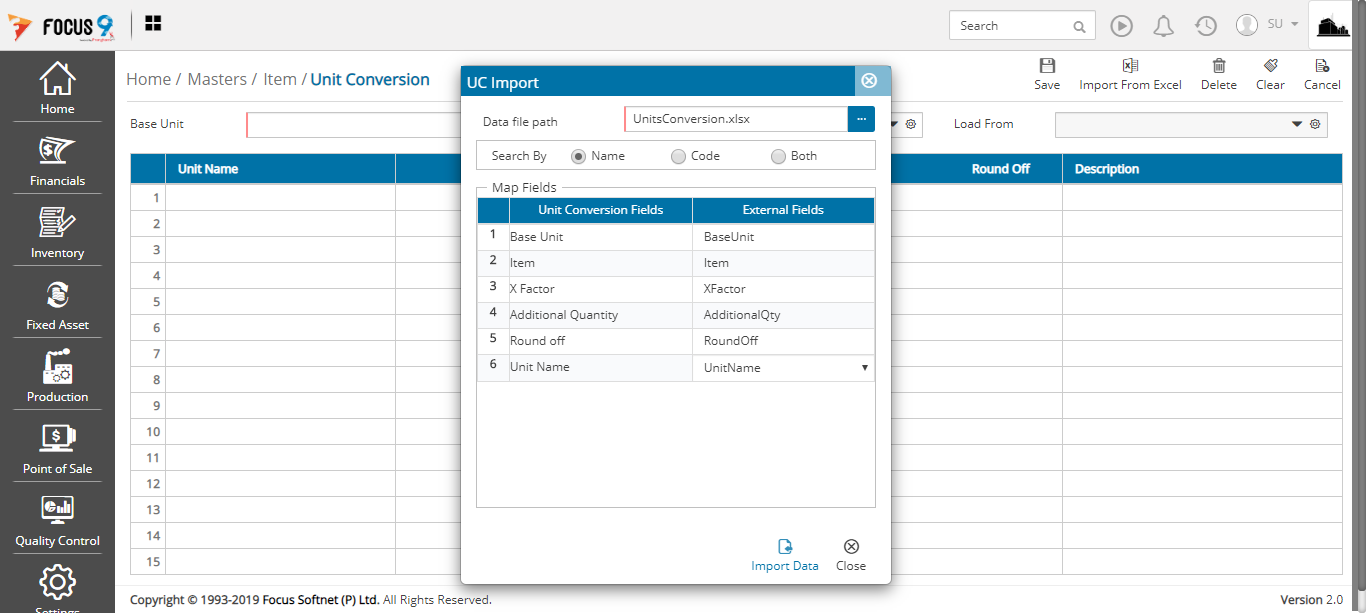 FOCUS 9
Search
SU
Home
Financials
Inventory
Fixed Asset
Production
Point of Sale
Quality Control
Settings
Home / Masters / Item / Unit Conversion
Save
Import From Excel
Delete
Clear
Cancel
Base Unit
Load From
Unit Name
Round Off
Description
1
2
3
4
5
6
7
8
9
10
11
12
13
14
15
UC Import
Data file path
UnitsConversion.xlsx
...
Search By Name Code Both
Map Fields
Unit Conversion Fields External Fields
1 Base Unit BaseUnit
2 Item Item
3 X Factor XFactor
4 Additional Quantity AdditionalQty
5 Round off RoundOff
6 Unit Name UnitName
Import Data
Close
Copyright © 1993-2019 Focus Softnet (P) Ltd. All Rights Reserved.
Version 2.0